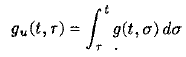 g_u(t, τ) = ∫_τ^t g(t, σ) dσ